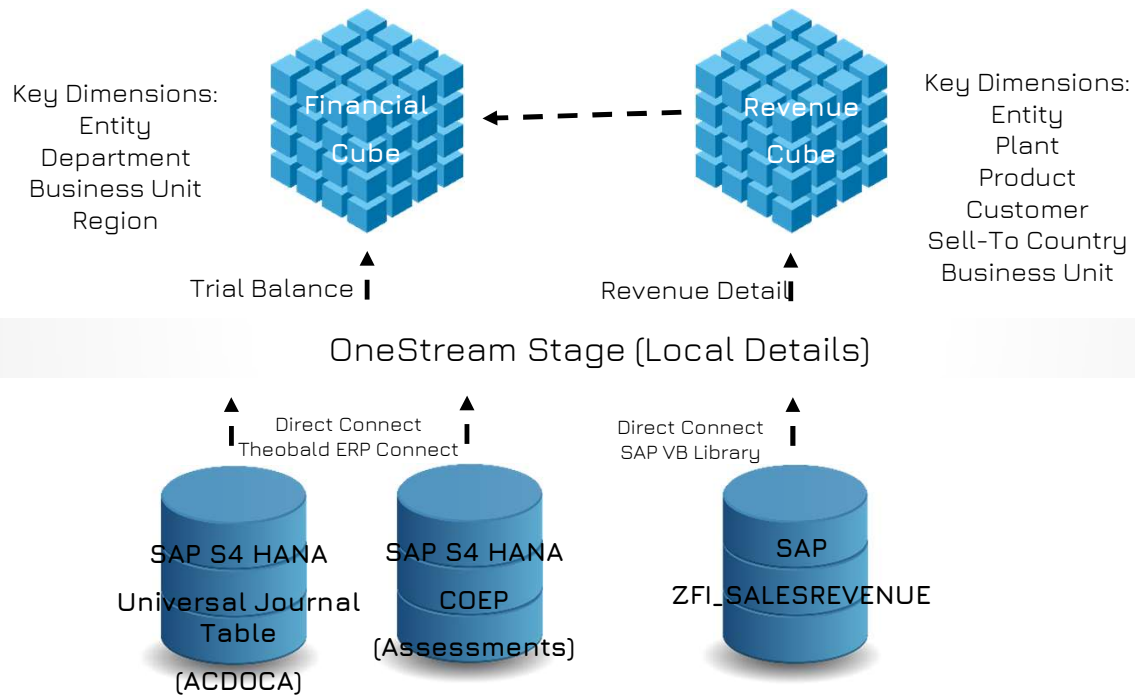 Key Dimensions:
Entity
Department
Business Unit
Region
Financial
Cube
Revenue
Cube
Key Dimensions:
Entity
Plant
Product
Customer
Sell-To Country
Business Unit
Trial Balance
Revenue Detail
OneStream Stage (Local Details)
Direct Connect
Theobald ERP Connect
Direct Connect
SAP VB Library
SAP S4 HANA
Universal Journal
Table
(ACDOCA)
SAP S4 HANA
COEP
(Assessments)
SAP
ZFI_SALESREVENUE